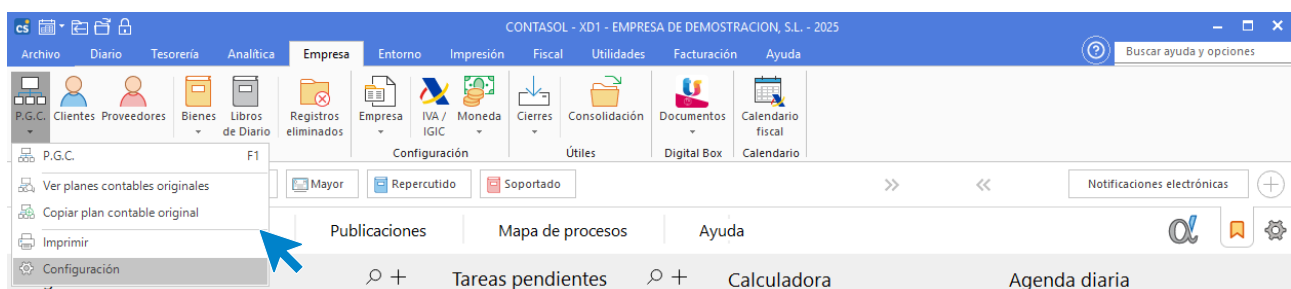 cs CONTASOL - XD1 - EMPRESA DE DEMOSTRACION, S.L. - 2025
Archivo Diario Tesorería Analítica Empresa Entorno Impresión Fiscal Utilidades Facturación Ayuda Buscar ayuda y opciones
P.G.C. Clientes Proveedores Bienes Libros de Diario Registros eliminados Empresa IVA / IGIC Moneda Cierres Consolidación Documentos Calendario fiscal
Configuración Útiles Digital Box Calendario
P.G.C. F1
Ver planes contables originales
Copiar plan contable original
Imprimir
Configuración
Mayor Repercutido Soportado Notificaciones electrónicas
Publicaciones Mapa de procesos Ayuda
Tareas pendientes Calculadora Agenda diaria